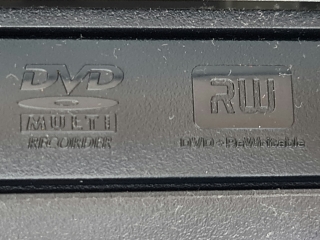 DVD
MULTI
RECORDER
RW
DVD+ReWritable